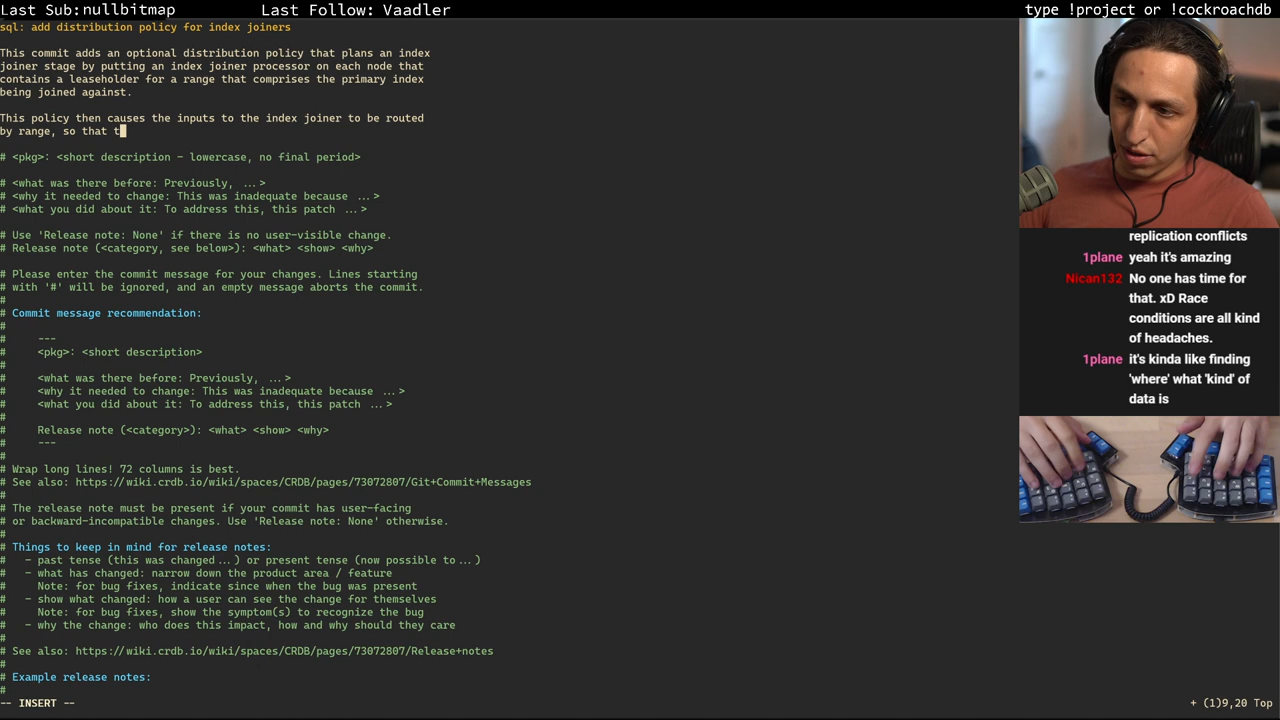 Last Sub:nullbitmap
Last Follow: Vaadler
type !project or !cockroachdb
sql: add distribution policy for index joiners
This commit adds an optional distribution policy that plans an index
joiner stage by putting an index joiner processor on each node that
contains a leaseholder for a range that comprises the primary index
being joined against.
This policy then causes the inputs to the index joiner to be routed
by range, so that t
# <pkg>: <short description - lowercase, no final period>
# <what was there before: Previously, ...>
# <why it needed to change: This was inadequate because ...>
# <what you did about it: To address this, this patch ...>
# Use 'Release note: None' if there is no user-visible change.
# Release note (<category, see below>): <what> <show> <why>
# Please enter the commit message for your changes. Lines starting
# with '#' will be ignored, and an empty message aborts the commit.
#
# Commit message recommendation:
#
#     ---
#     <pkg>: <short description>
#
#     <what was there before: Previously, ...>
#     <why it needed to change: This was inadequate because ...>
#     <what you did about it: To address this, this patch ...>
#
#     Release note (<category>): <what> <show> <why>
#     ---
#
# Wrap long lines! 72 columns is best.
# See also: https://wiki.crdb.io/wiki/spaces/CRDB/pages/73072807/Git+Commit+Messages
#
# The release note must be present if your commit has user-facing
# or backward-incompatible changes. Use 'Release note: None' otherwise.
#
# Things to keep in mind for release notes:
#   - past tense (this was changed...) or present tense (now possible to...)
#   - what has changed: narrow down the product area / feature
#     Note: for bug fixes, indicate since when the bug was present
#   - show what changed: how a user can see the change for themselves
#     Note: for bug fixes, show the symptom(s) to recognize the bug
#   - why the change: who does this impact, how and why should they care
#
# See also: https://wiki.crdb.io/wiki/spaces/CRDB/pages/73072807/Release+notes
#
# Example release notes:
#
-- INSERT --
+ (1)9,20 Top
replication conflicts
1plane yeah it's amazing
Nican132 No one has time for
that. xD Race
conditions are all kind
of headaches.
1plane it's kinda like finding
'where' what 'kind' of
data is